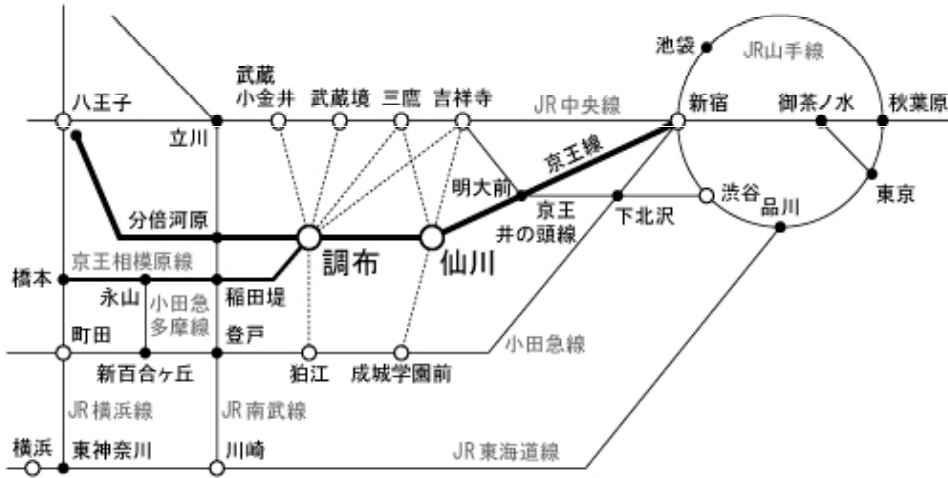 池袋
JR山手線
武蔵
小金井
武蔵境
三鷹
吉祥寺
八王子
JR中央線
新宿
御茶ノ水
秋葉原
立川
京王線
明大前
京王
井の頭線
下北沢
渋谷
品川
東京
分倍河原
調布
仙川
京王相模原線
橋本
永山
小田急
多摩線
稲田堤
町田
登戸
新百合ヶ丘
狛江
成城学園前
小田急線
JR横浜線
JR南武線
横浜
東神奈川
川崎
JR東海道線